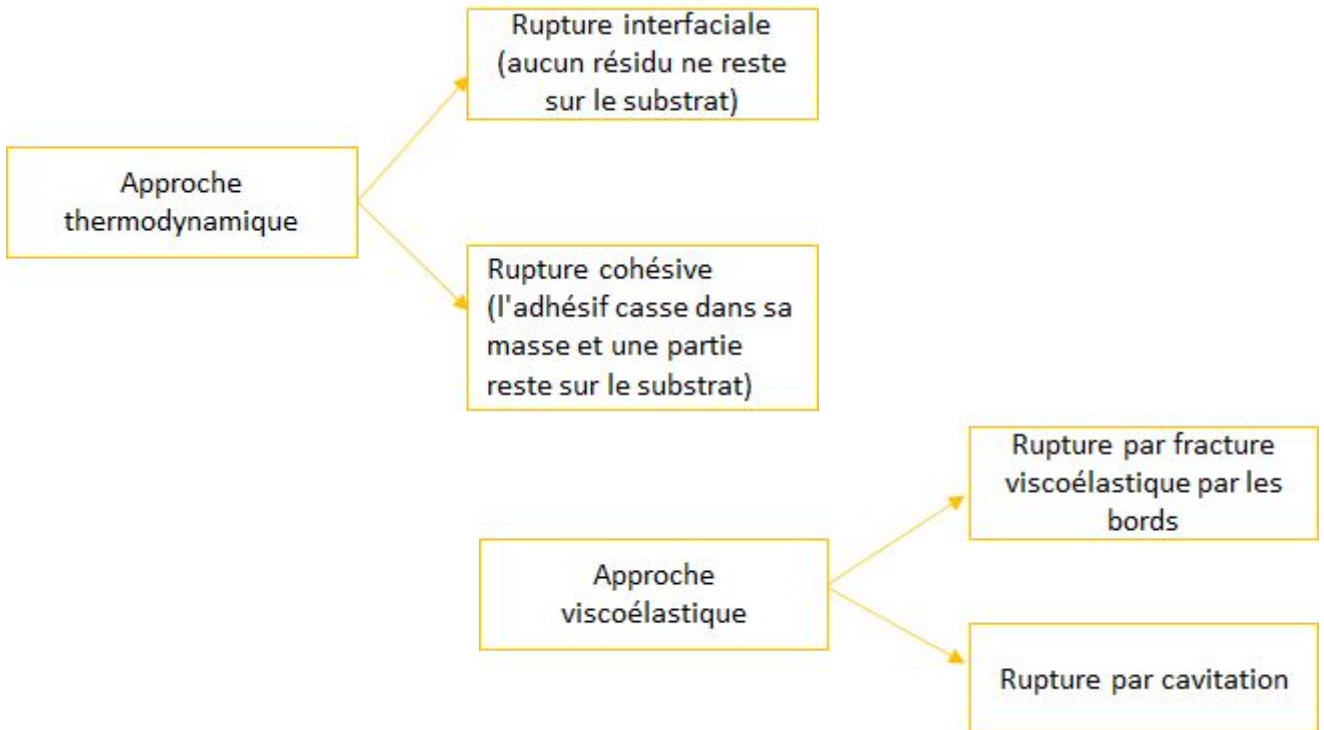 Rupture interfaciale
(aucun résidu ne reste
sur le substrat)
Approche
thermodynamique
Rupture cohésive
(l'adhésif casse dans sa
masse et une partie
reste sur le substrat)
Rupture par fracture
viscoélastique par les
bords
Approche
viscoélastique
Rupture par cavitation